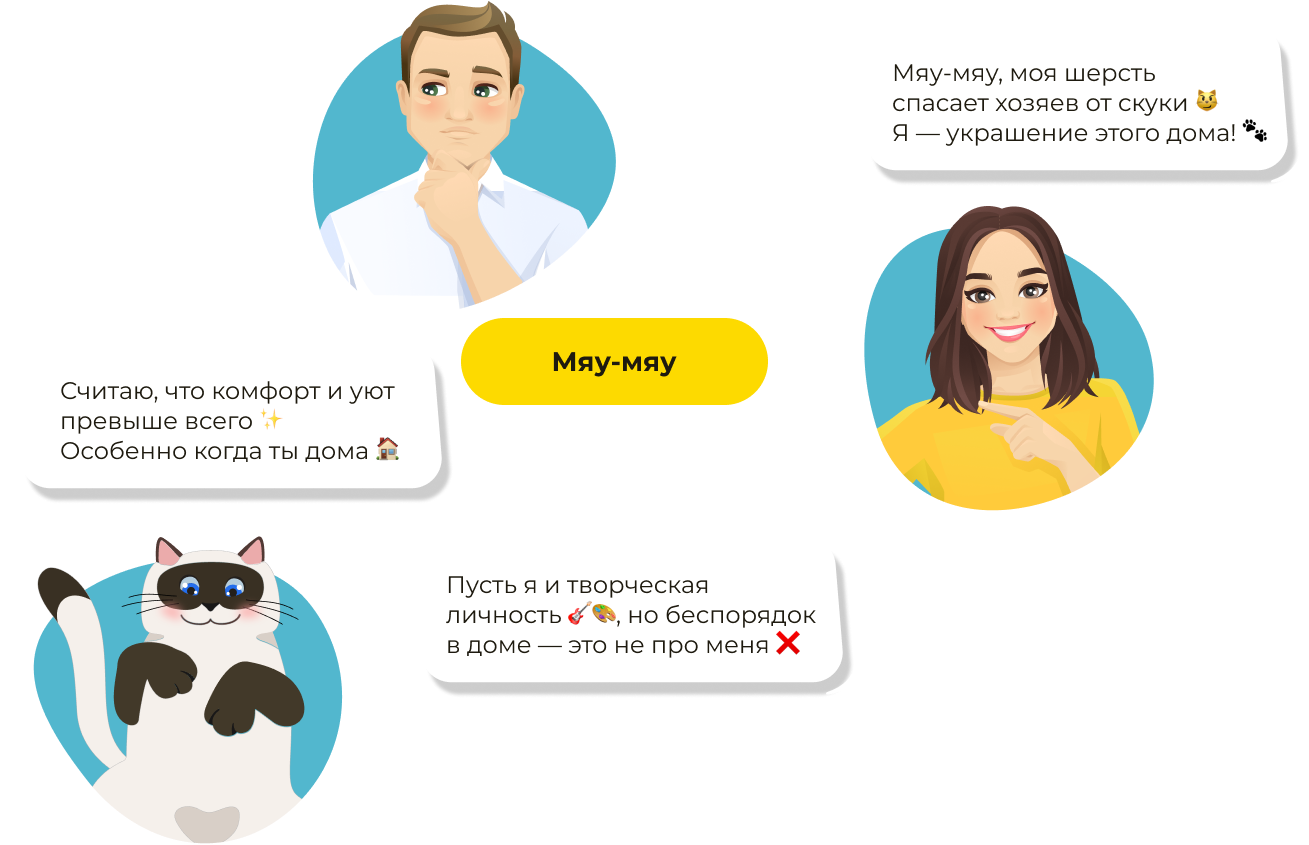 Мяу-мяу, моя шерсть
спасает хозяев от скуки 😼
Я — украшение этого дома! 🐾
Мяу-мяу
Считаю, что комфорт и уют
превыше всего ✨
Особенно когда ты дома 🏠
Пусть я и творческая
личность 🎸🎨, но беспорядок
в доме — это не про меня ❌